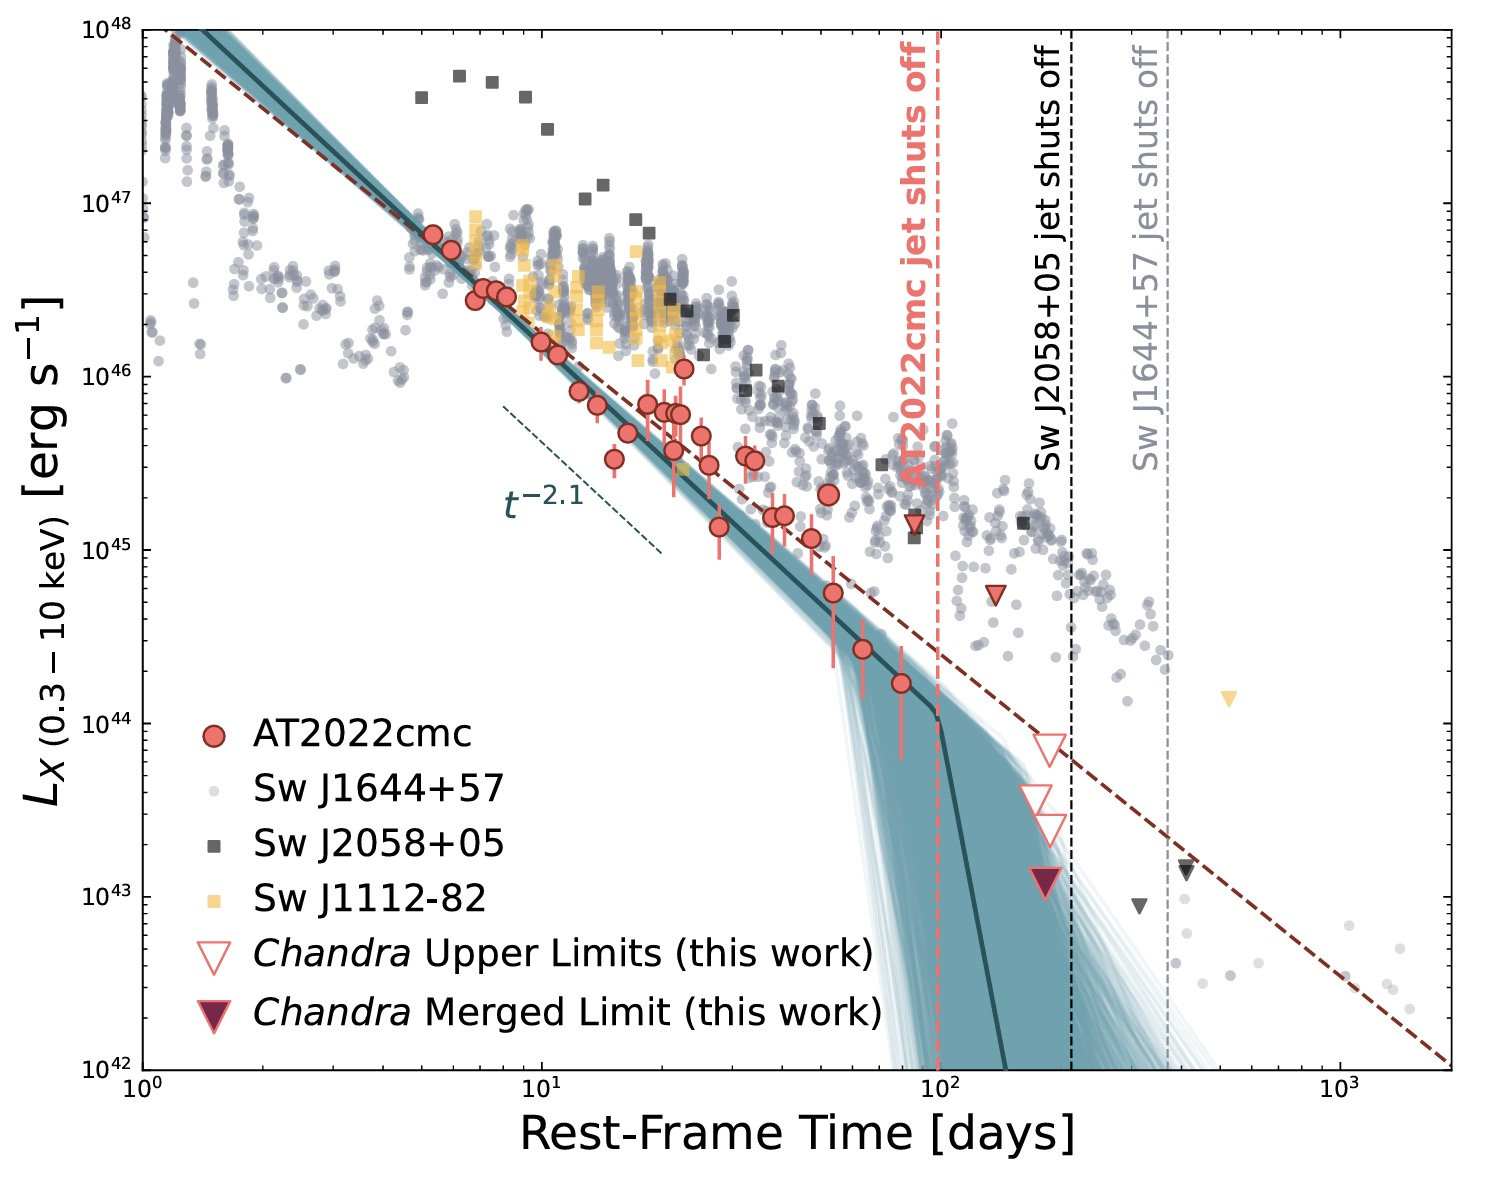 10^48
10^47
10^46
10^45
10^44
10^43
10^42
L_X (0.3 − 10 keV) [erg s^−1]
AT2022cmc jet shuts off
Sw J2058+05 jet shuts off
Sw J1644+57 jet shuts off
t^−2.1
AT2022cmc
Sw J1644+57
Sw J2058+05
Sw J1112-82
Chandra Upper Limits (this work)
Chandra Merged Limit (this work)
10^0 10^1 10^2 10^3
Rest-Frame Time [days]